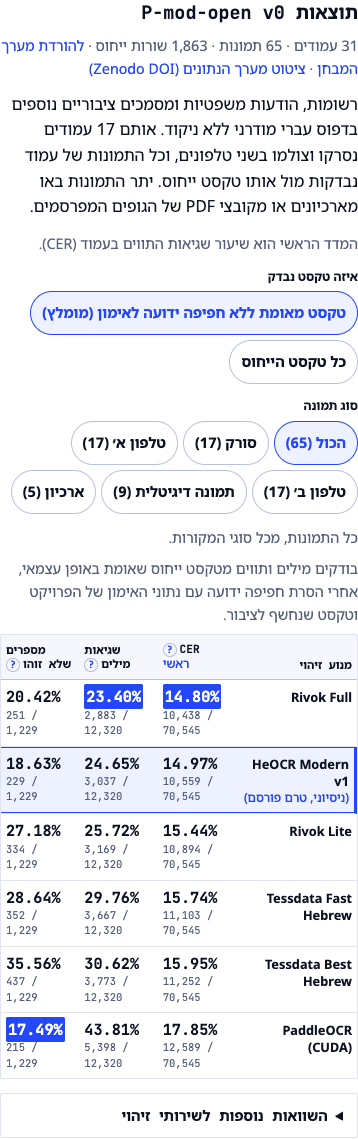 תוצאות P-mod-open v0
31 עמודים · 65 תמונות · 1,863 שורות ייחוס · להורדת מערך
המבחן · ציטוט מערך הנתונים (Zenodo DOI)
רשומות, הודעות משפטיות ומסמכים ציבוריים נוספים
בדפוס עברי מודרני ללא ניקוד. אותם 17 עמודים
נסרקו וצולמו בשני טלפונים, וכל התמונות של עמוד
נבדקות מול אותו טקסט ייחוס. יתר התמונות באו
מארכיונים או מקובצי PDF של הגופים המפרסמים.
המדד הראשי הוא שיעור שגיאות התווים בעמוד (CER).
איזה טקסט נבדק
טקסט מאומת ללא חפיפה ידועה לאימון (מומלץ)
כל טקסט הייחוס
סוג תמונה
הכול (65)
סורק (17)
טלפון א׳ (17)
טלפון ב׳ (17)
תמונה דיגיטלית (9)
ארכיון (5)
כל התמונות, מכל סוגי המקורות.
בודקים מילים ותווים מטקסט ייחוס שאומת באופן עצמאי,
אחרי הסרת חפיפה ידועה עם נתוני האימון של הפרויקט
וטקסט שנחשף לציבור.
מנוע זיהוי
CER ?
ראשי
שגיאות
מילים ?
מספרים
שלא זוהו ?
Rivok Full
14.80%
10,438 /
70,545
23.40%
2,883 /
12,320
20.42%
251 /
1,229
HeOCR Modern
v1
(ניסיוני, טרם פורסם)
14.97%
10,559 /
70,545
24.65%
3,037 /
12,320
18.63%
229 /
1,229
Rivok Lite
15.44%
10,894 /
70,545
25.72%
3,169 /
12,320
27.18%
334 /
1,229
Tessdata Fast
Hebrew
15.74%
11,103 /
70,545
29.76%
3,667 /
12,320
28.64%
352 /
1,229
Tessdata Best
Hebrew
15.95%
11,252 /
70,545
30.62%
3,773 /
12,320
35.56%
437 /
1,229
PaddleOCR
(CUDA)
17.85%
12,589 /
70,545
43.81%
5,398 /
12,320
17.49%
215 /
1,229
◀ השוואות נוספות לשירותי זיהוי